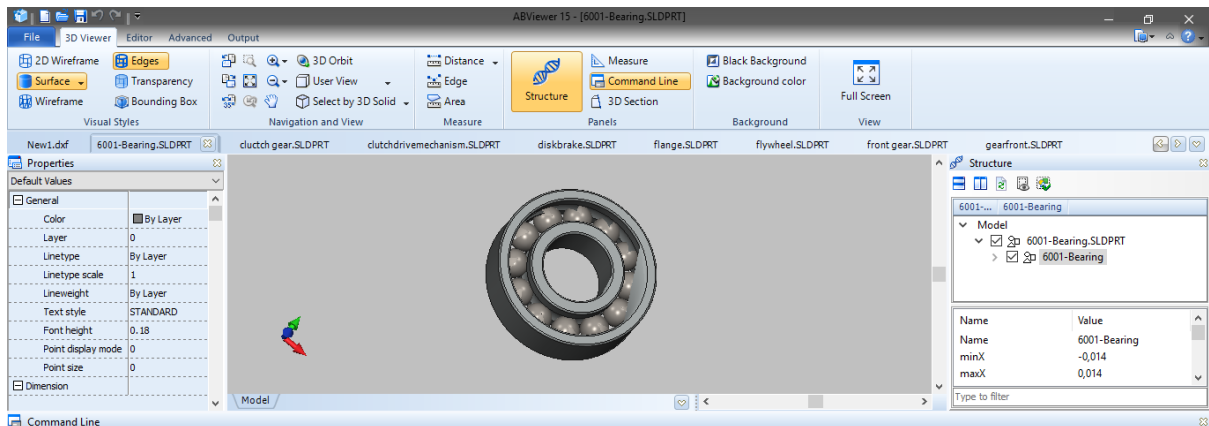 ABViewer 15 - [6001-Bearing.SLDPRT]
File 3D Viewer Editor Advanced Output
2D Wireframe Edges 3D Orbit Distance Measure Black Background
Surface Transparency User View Edge Structure Command Line Background color Full Screen
Wireframe Bounding Box Select by 3D Solid Area 3D Section
Visual Styles Navigation and View Measure Panels Background View
New1.dxf 6001-Bearing.SLDPRT cluctch gear.SLDPRT clutchdrivemechanism.SLDPRT diskbrake.SLDPRT flange.SLDPRT flywheel.SLDPRT front gear.SLDPRT gearfront.SLDPRT
Properties
Default Values
General
Color By Layer
Layer 0
Linetype By Layer
Linetype scale 1
Lineweight By Layer
Text style STANDARD
Font height 0.18
Point display mode 0
Point size 0
Dimension
Model
Structure
6001-... 6001-Bearing
Model
6001-Bearing.SLDPRT
6001-Bearing
Name Value
Name 6001-Bearing
minX -0,014
maxX 0,014
Type to filter
Command Line